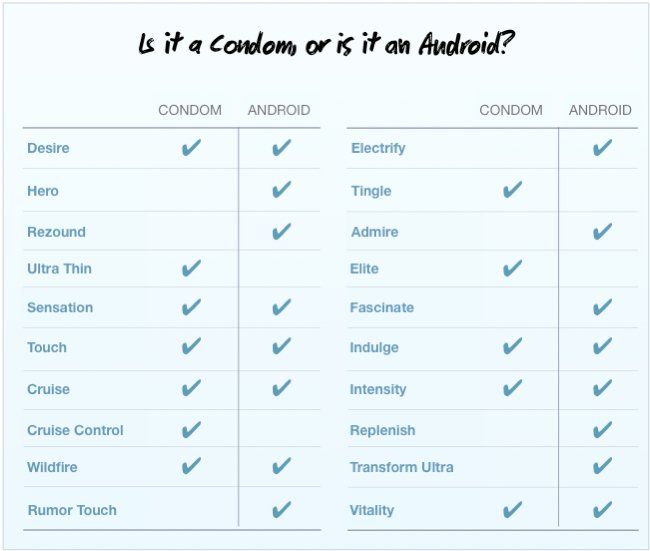 Is it a Condom, or is it an Android?
CONDOM ANDROID
Desire ✔ ✔
Hero ✔
Rezound ✔
Ultra Thin ✔
Sensation ✔ ✔
Touch ✔ ✔
Cruise ✔ ✔
Cruise Control ✔
Wildfire ✔ ✔
Rumor Touch ✔
CONDOM ANDROID
Electrify ✔
Tingle ✔
Admire ✔
Elite ✔
Fascinate ✔
Indulge ✔ ✔
Intensity ✔ ✔
Replenish ✔
Transform Ultra ✔
Vitality ✔ ✔